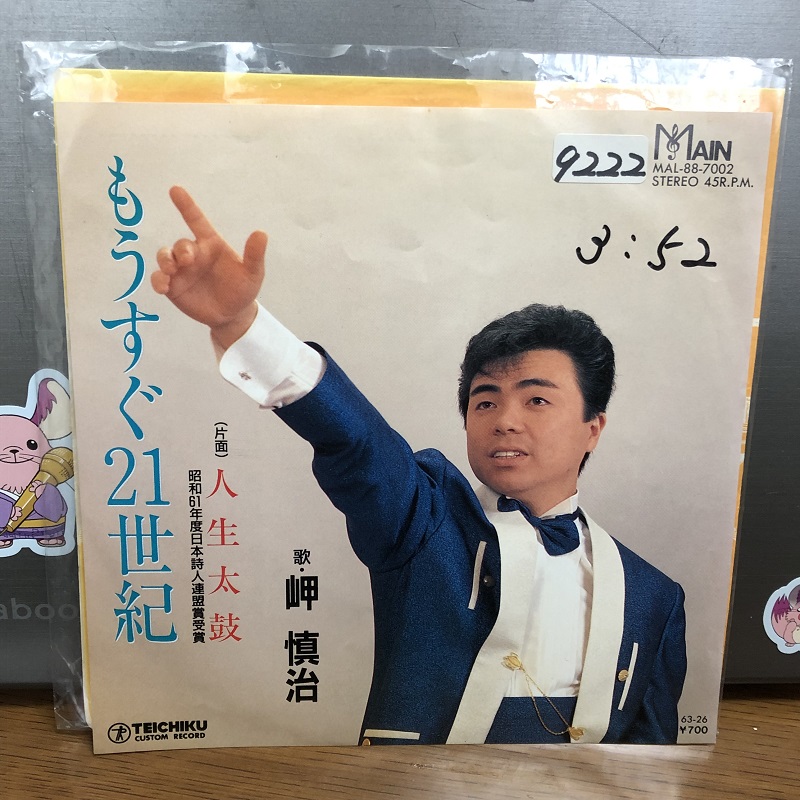 9222
MAIN
MAL-88-7002
STEREO 45R.P.M.
3:52
もうすぐ21世紀
(片面)
人生太鼓
昭和61年度日本詩人連盟賞受賞
歌・岬 慎治
TEICHIKU
CUSTOM RECORD
63-26
¥700
aboo